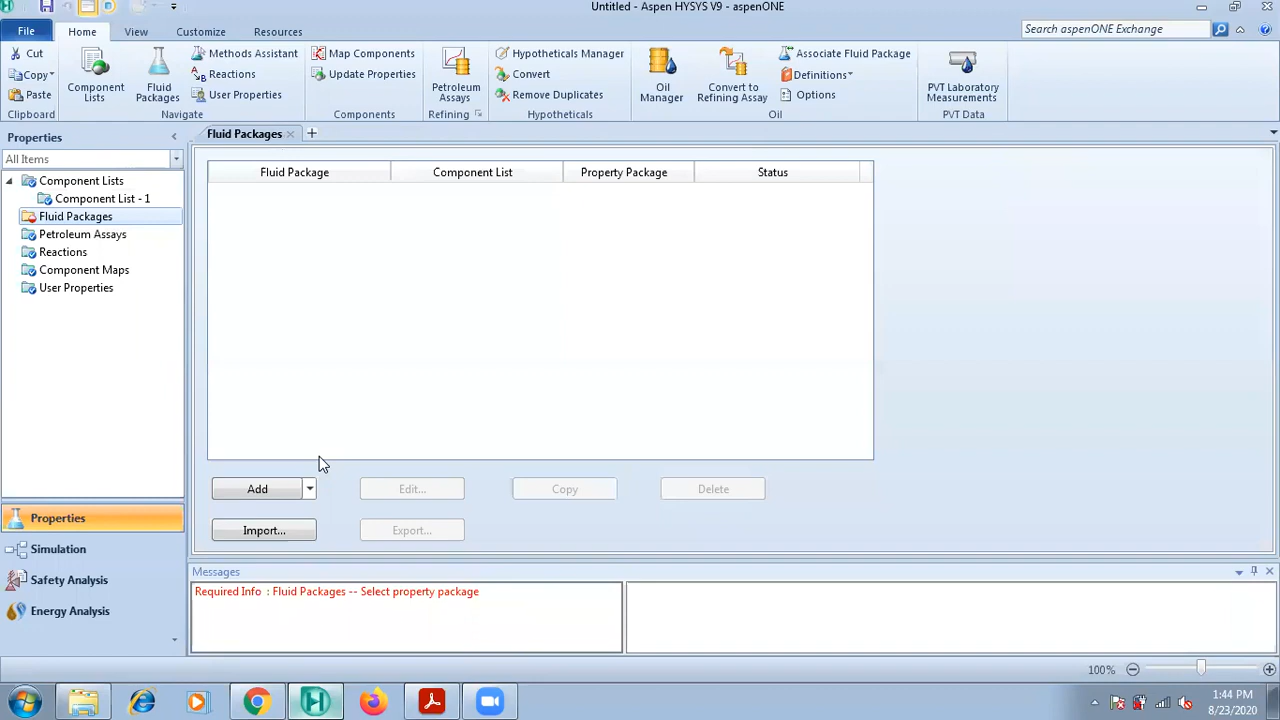 Untitled - Aspen HYSYS V9 - aspenONE
File
Home
View
Customize
Resources
Search aspenONE Exchange
Cut
Copy
Paste
Clipboard
Component Lists
Fluid Packages
Methods Assistant
Reactions
User Properties
Navigate
Map Components
Update Properties
Components
Petroleum Assays
Refining
Hypotheticals Manager
Convert
Remove Duplicates
Hypotheticals
Oil Manager
Convert to Refining Assay
Associate Fluid Package
Definitions
Options
Oil
PVT Laboratory Measurements
PVT Data
Properties
All Items
Component Lists
Component List - 1
Fluid Packages
Petroleum Assays
Reactions
Component Maps
User Properties
Properties
Simulation
Safety Analysis
Energy Analysis
Fluid Packages
Fluid Package
Component List
Property Package
Status
Add
Edit...
Copy
Delete
Import...
Export...
Messages
Required Info : Fluid Packages -- Select property package
100%
1:44 PM
8/23/2020